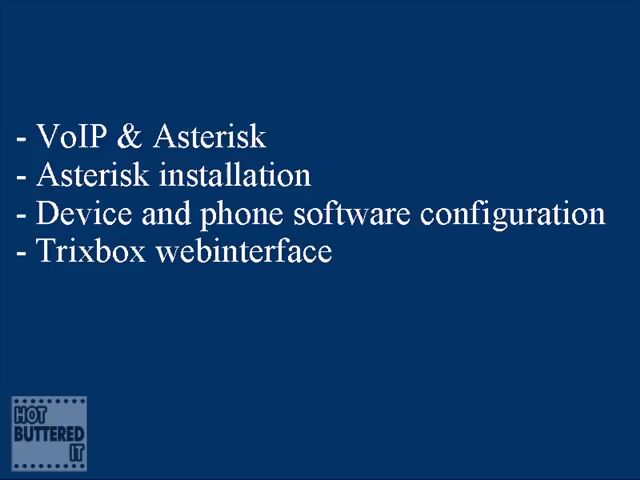 - VoIP & Asterisk
- Asterisk installation
- Device and phone software configuration
- Trixbox webinterface
HOT
BUTTERED
IT